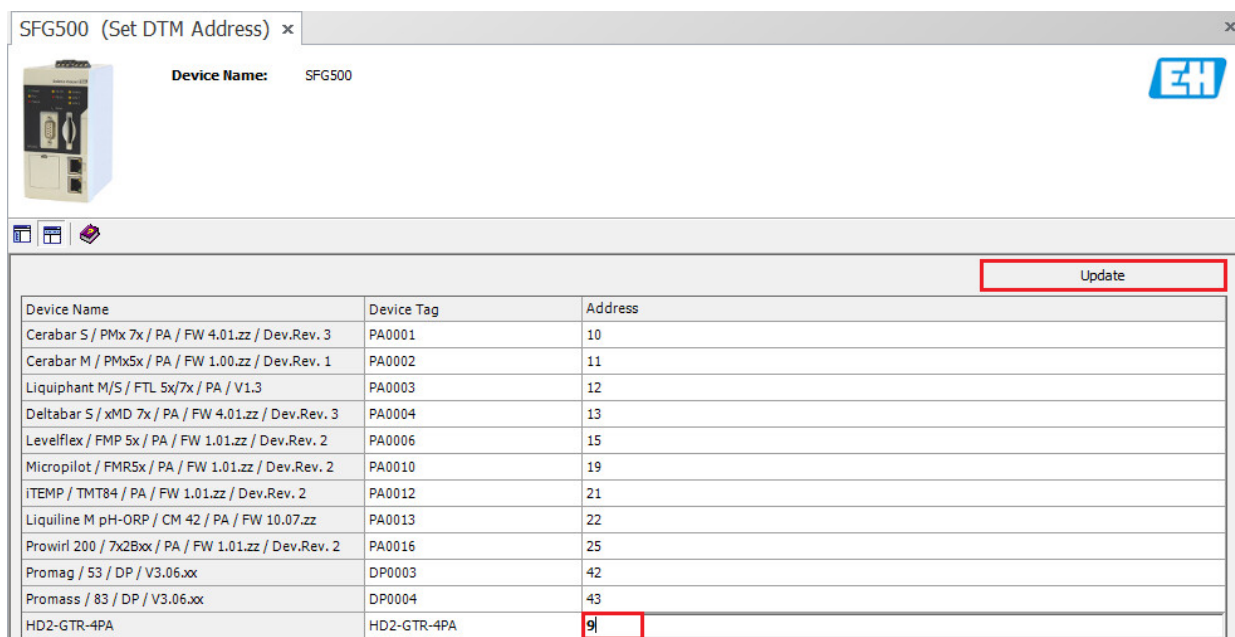 SFG500 (Set DTM Address) ×
×
Device Name: SFG500
EH
Update
Device Name Device Tag Address
Cerabar S / PMx 7x / PA / FW 4.01.zz / Dev.Rev. 3 PA0001 10
Cerabar M / PMx5x / PA / FW 1.00.zz / Dev.Rev. 1 PA0002 11
Liquiphant M/S / FTL 5x/7x / PA / V1.3 PA0003 12
Deltabar S / xMD 7x / PA / FW 4.01.zz / Dev.Rev. 3 PA0004 13
Levelflex / FMP 5x / PA / FW 1.01.zz / Dev.Rev. 2 PA0006 15
Micropilot / FMR5x / PA / FW 1.01.zz / Dev.Rev. 2 PA0010 19
iTEMP / TMT84 / PA / FW 1.01.zz / Dev.Rev. 2 PA0012 21
Liquiline M pH-ORP / CM 42 / PA / FW 10.07.zz PA0013 22
Prowirl 200 / 7x2Bxx / PA / FW 1.01.zz / Dev.Rev. 2 PA0016 25
Promag / 53 / DP / V3.06.xx DP0003 42
Promass / 83 / DP / V3.06.xx DP0004 43
HD2-GTR-4PA HD2-GTR-4PA 9